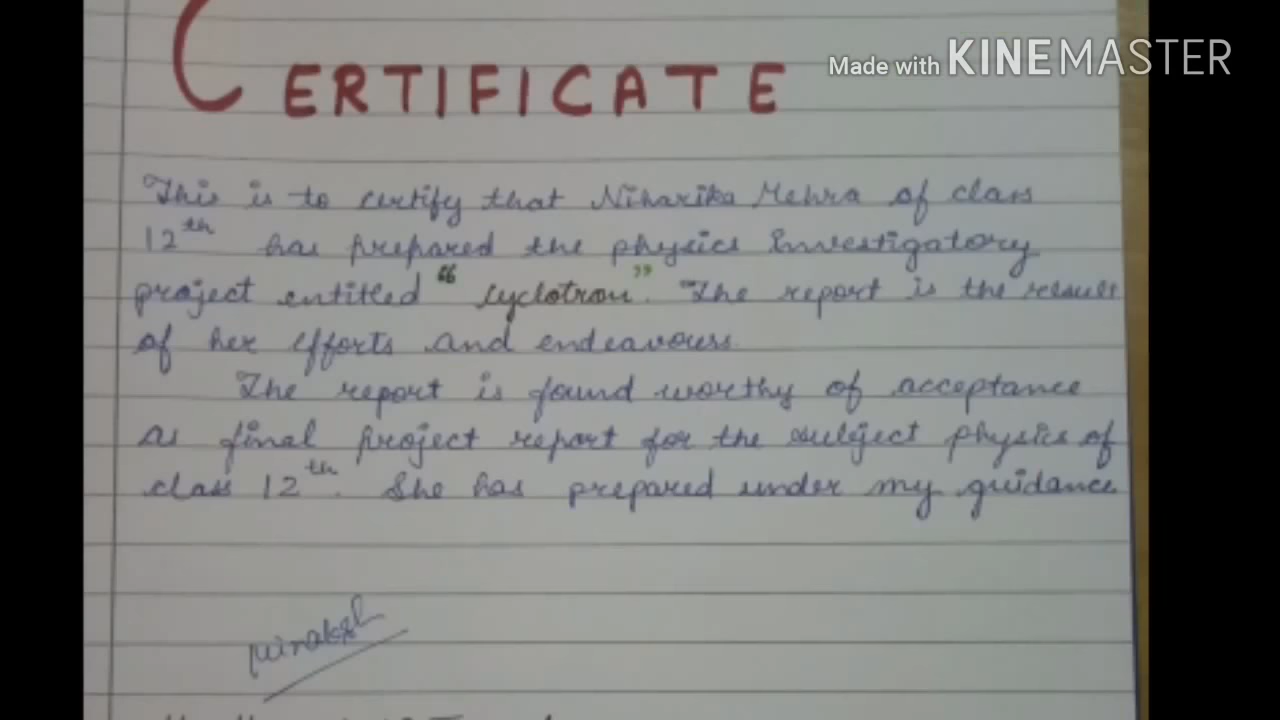 CERTIFICATE
Made with KINEMASTER
This is to certify that Niharika Mehra of class
12th has prepared the physics Investigatory
project entitled “cyclotron”. The report is the result
of her efforts and endeavours.
The report is found worthy of acceptance
as final project report for the subject physics of
class 12th. She has prepared under my guidance